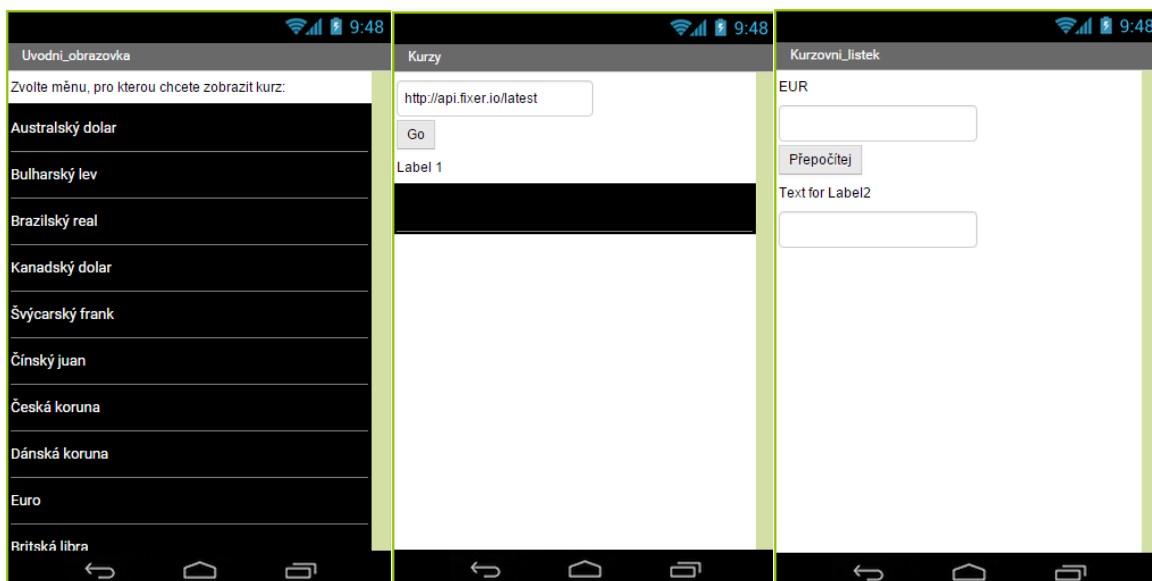 9:48
Uvodni_obrazovka
Zvolte měnu, pro kterou chcete zobrazit kurz:
Australský dolar
Bulharský lev
Brazilský real
Kanadský dolar
Švýcarský frank
Čínský juan
Česká koruna
Dánská koruna
Euro
Britská libra
9:48
Kurzy
http://api.fixer.io/latest
Go
Label 1
9:48
Kurzovni_listek
EUR
Přepočítej
Text for Label2